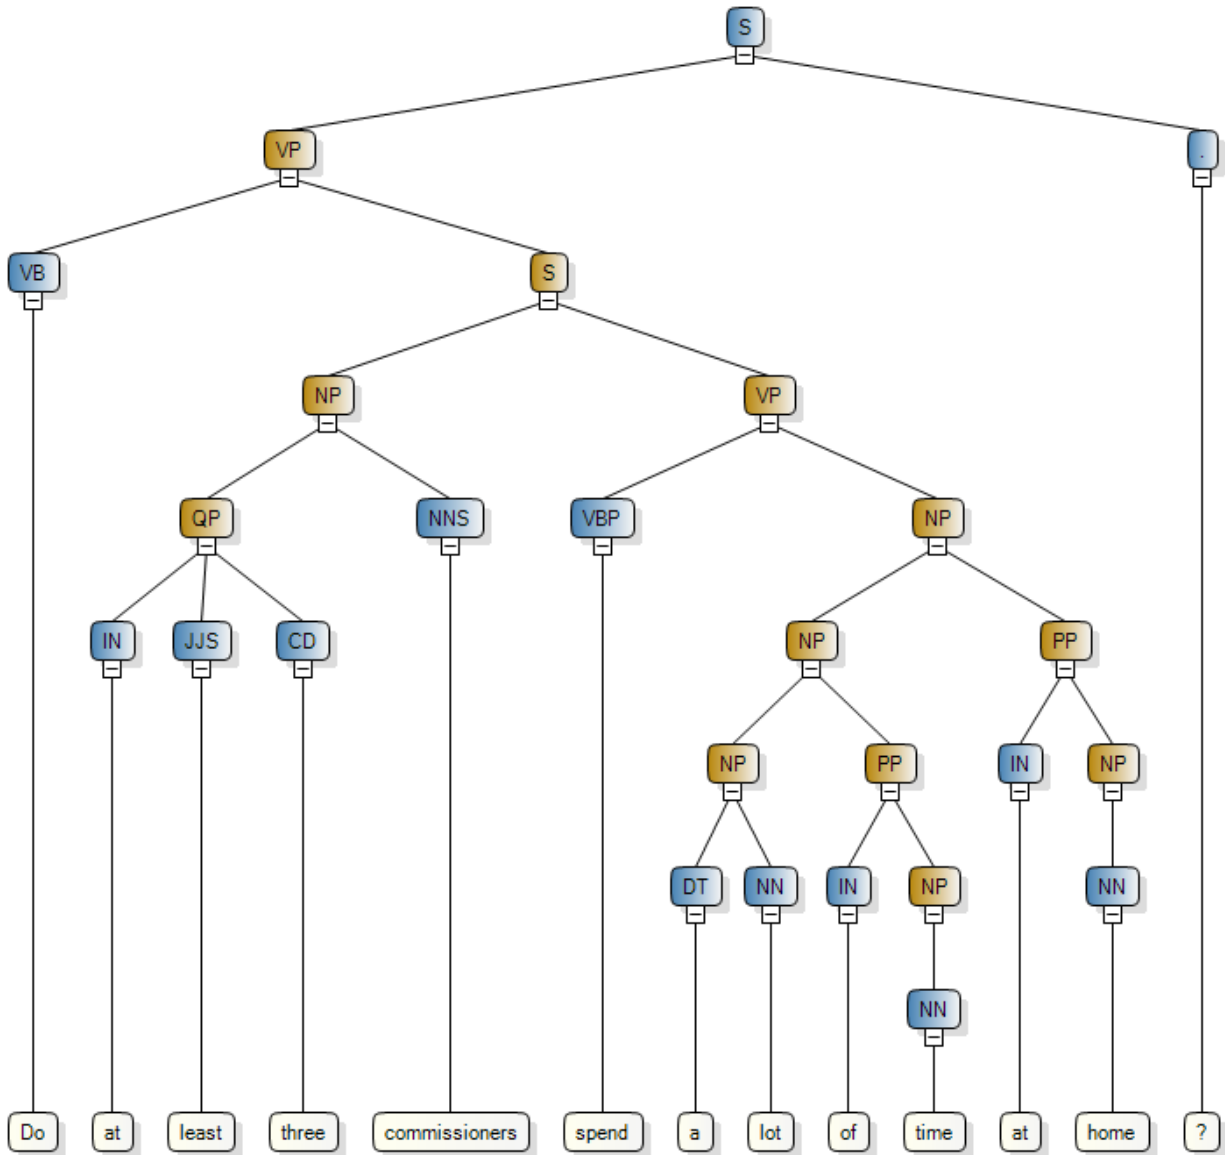 S
VP .
VB S
NP VP
QP NNS VBP NP
IN JJS CD NP PP
NP PP IN NP
DT NN IN NP NN
NN
Do at least three commissioners spend a lot of time at home ?